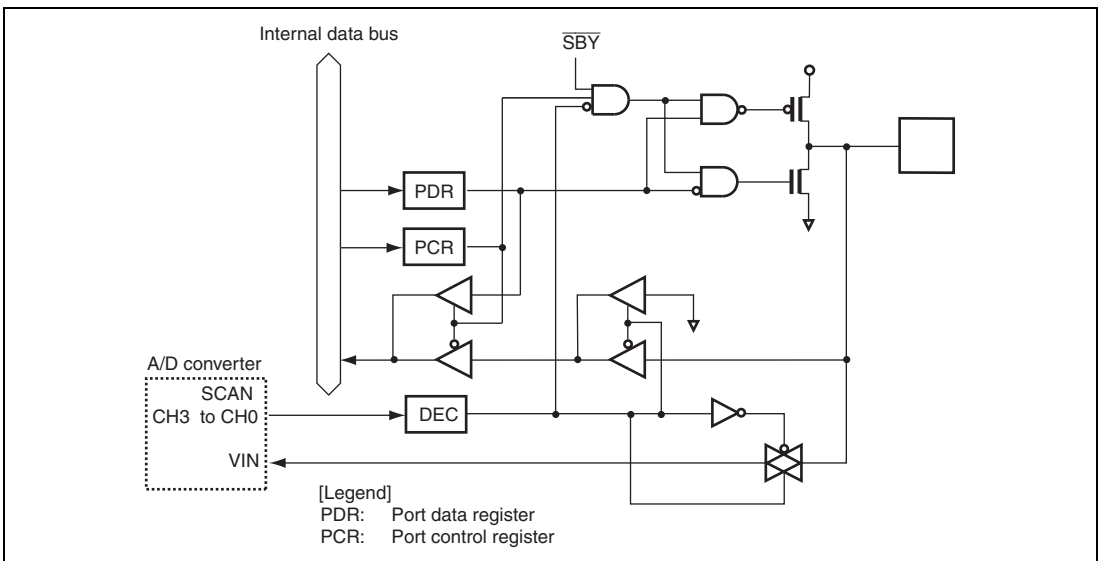 Internal data bus
S̅B̅Y̅
PDR
PCR
A/D converter
SCAN
CH3 to CH0
DEC
VIN
[Legend]
PDR: Port data register
PCR: Port control register